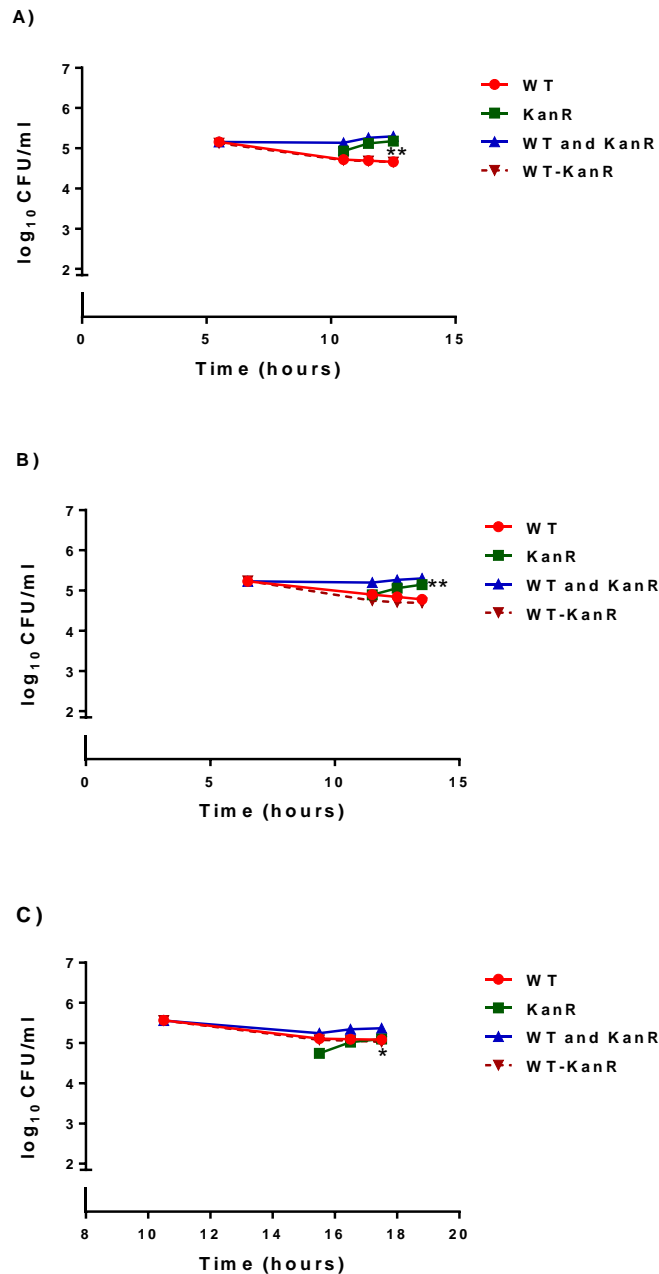 A)
7
6
5
4
3
2
log10 CFU/ml
**
0 5 10 15
Time (hours)
WT
KanR
WT and KanR
WT-KanR
B)
7
6
5
4
3
2
log10 CFU/ml
**
0 5 10 15
Time (hours)
WT
KanR
WT and KanR
WT-KanR
C)
7
6
5
4
3
2
log10 CFU/ml
*
8 10 12 14 16 18 20
Time (hours)
WT
KanR
WT and KanR
WT-KanR